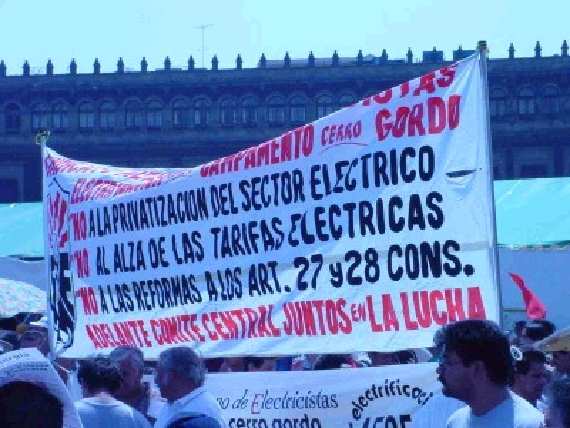 CAMPAMENTO CERRO GORDO
"NO A LA PRIVATIZACION DEL SECTOR ELECTRICO
"NO AL ALZA DE LAS TARIFAS ELECTRICAS
"NO A LAS REFORMAS A LOS ART. 27 y 28 CONS.
ADELANTE COMITE CENTRAL JUNTOS EN LA LUCHA
o de Electricistas
cerro gordo